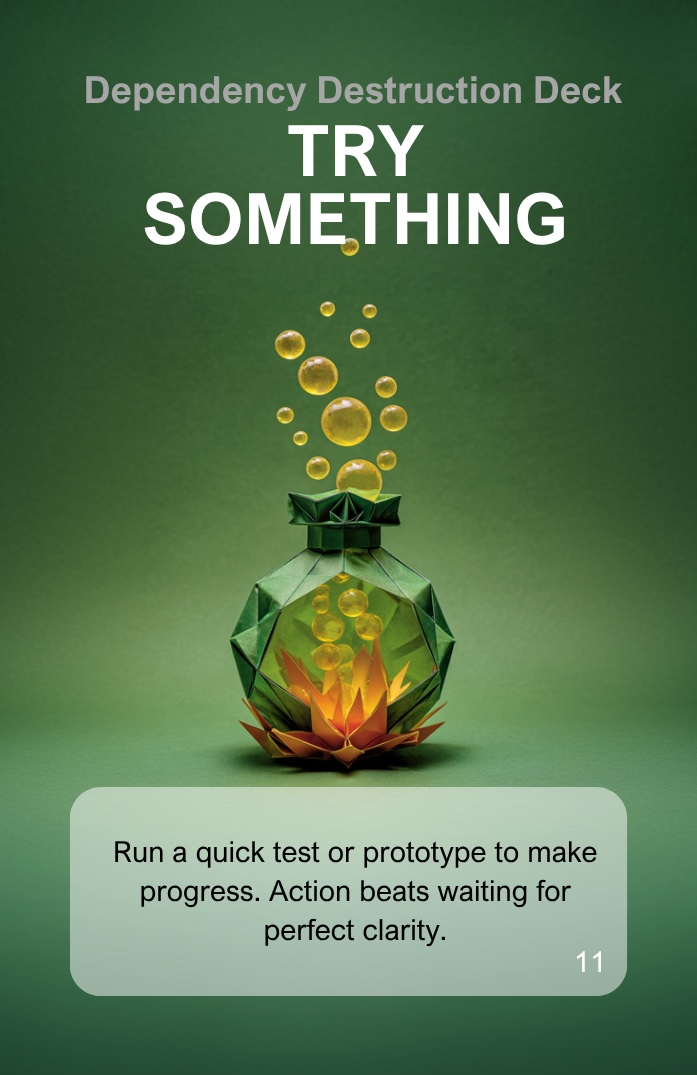 Dependency Destruction Deck
TRY
SOMETHING
Run a quick test or prototype to make
progress. Action beats waiting for
perfect clarity.
11